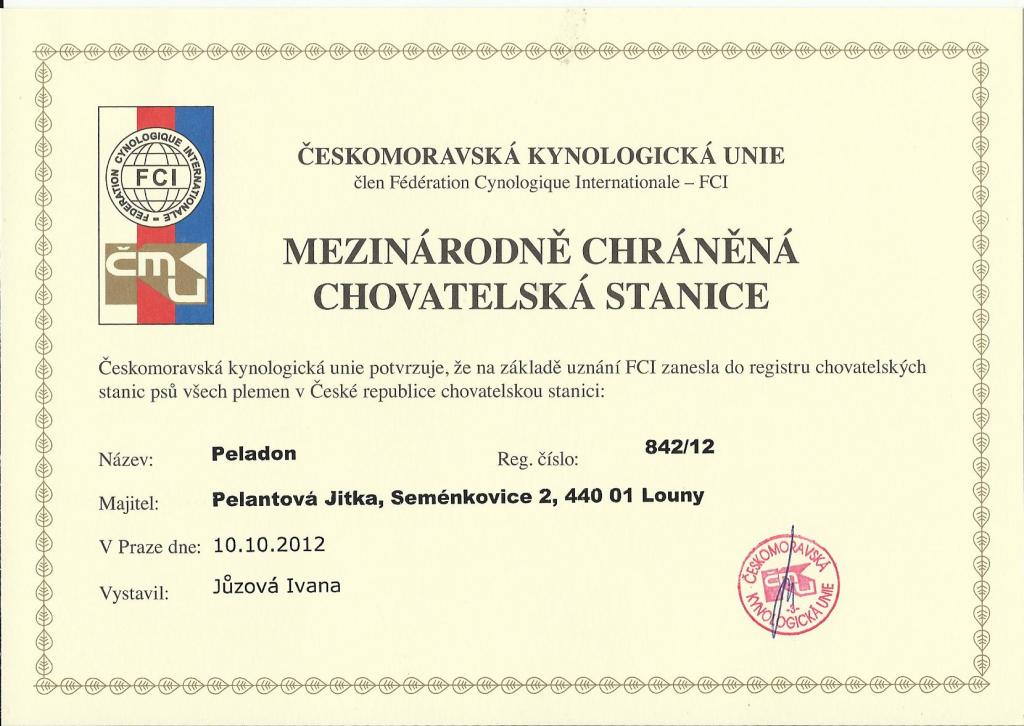 FEDERATION CYNOLOGIQUE INTERNATIONALE
FCI
ČMKU
ČESKOMORAVSKÁ KYNOLOGICKÁ UNIE
člen Fédération Cynologique Internationale – FCI
MEZINÁRODNĚ CHRÁNĚNÁ
CHOVATELSKÁ STANICE
Českomoravská kynologická unie potvrzuje, že na základě uznání FCI zanesla do registru chovatelských
stanic psů všech plemen v České republice chovatelskou stanici:
Název: Peladon Reg. číslo: 842/12
Majitel: Pelantová Jitka, Seménkovice 2, 440 01 Louny
V Praze dne: 10.10.2012
Vystavil: Jůzová Ivana
ČESKOMORAVSKÁ
KYNOLOGICKÁ UNIE
-3-